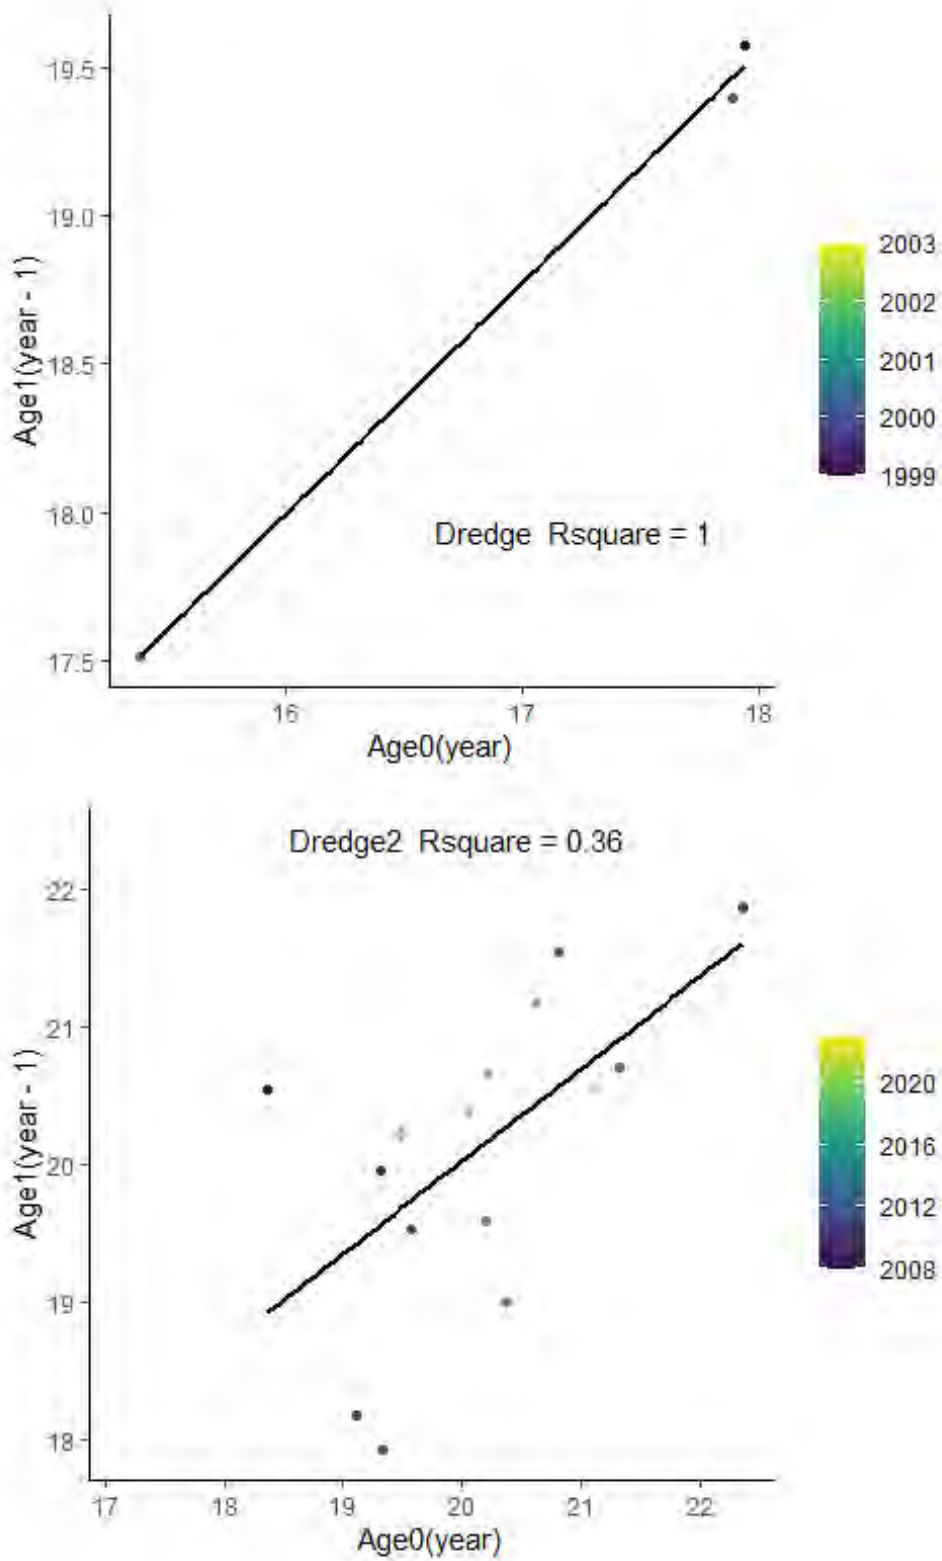 19.5
19.0
18.5
18.0
17.5
Age1(year - 1)
Dredge Rsquare = 1
16 17 18
Age0(year)
2003
2002
2001
2000
1999
Dredge2 Rsquare = 0.36
22
21
20
19
18
Age1(year - 1)
17 18 19 20 21 22
Age0(year)
2020
2016
2012
2008